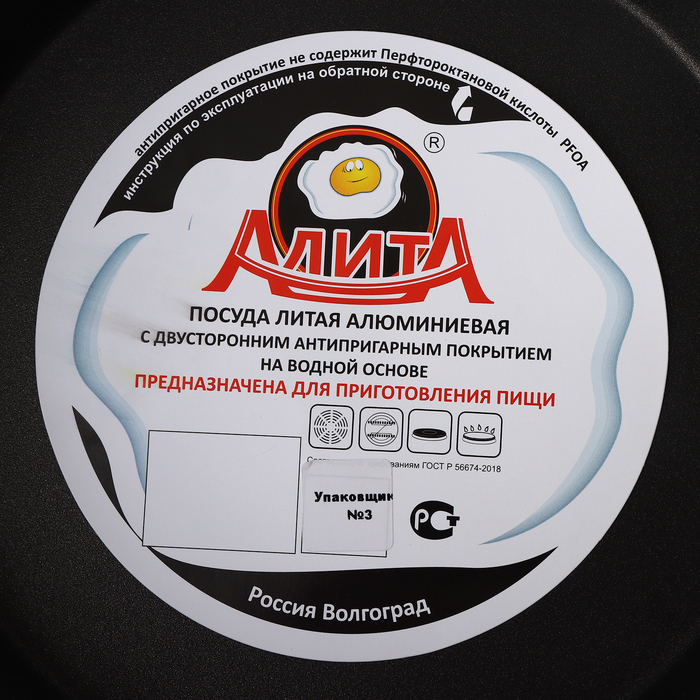 антипригарное покрытие не содержит Перфтороктановой кислоты PFOA
инструкция по эксплуатации на обратной стороне
®
АЛИТА
ПОСУДА ЛИТАЯ АЛЮМИНИЕВАЯ
С ДВУСТОРОННИМ АНТИПРИГАРНЫМ ПОКРЫТИЕМ
НА ВОДНОЙ ОСНОВЕ
ПРЕДНАЗНАЧЕНА ДЛЯ ПРИГОТОВЛЕНИЯ ПИЩИ
ГОСТ Р 56674-2018
Упаковщик
№3
РСТ
Россия Волгоград